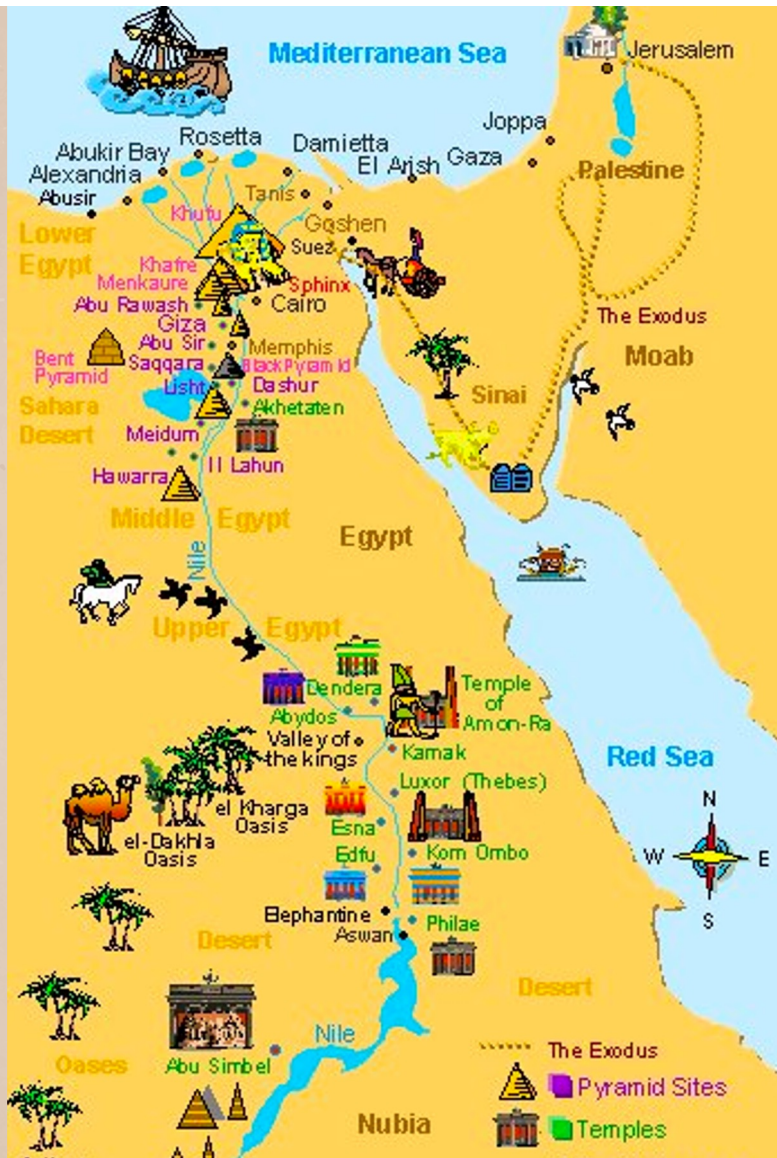 Mediterranean Sea
Jerusalem
Joppa
Rosetta
Damietta
Abukir Bay
El Arish
Gaza
Alexandria
Palestine
Abusir
Tanis
Khufu
Goshen
Lower
Egypt
Suez
Khafre
Menkaure
Sphinx
Abu Rawash
Cairo
Giza
The Exodus
Abu Sir
Memphis
Moab
Bent
Pyramid
Saqqara
Black Pyramid
Lisht
Dashur
Sinai
Sahara
Desert
Akhetaten
Meidum
Il Lahun
Hawarra
Middle Egypt
Egypt
Nile
Upper Egypt
Dendera
Temple
of
Amon-Ra
Abydos
Valley of
the kings
Karnak
Red Sea
Luxor (Thebes)
el Kharga
Oasis
N
Esna
el-Dakhla
Oasis
Edfu
Kom Ombo
W
E
S
Elephantine
Philae
Aswan
Desert
Desert
Nile
The Exodus
Oases
Abu Simbel
Pyramid Sites
Nubia
Temples